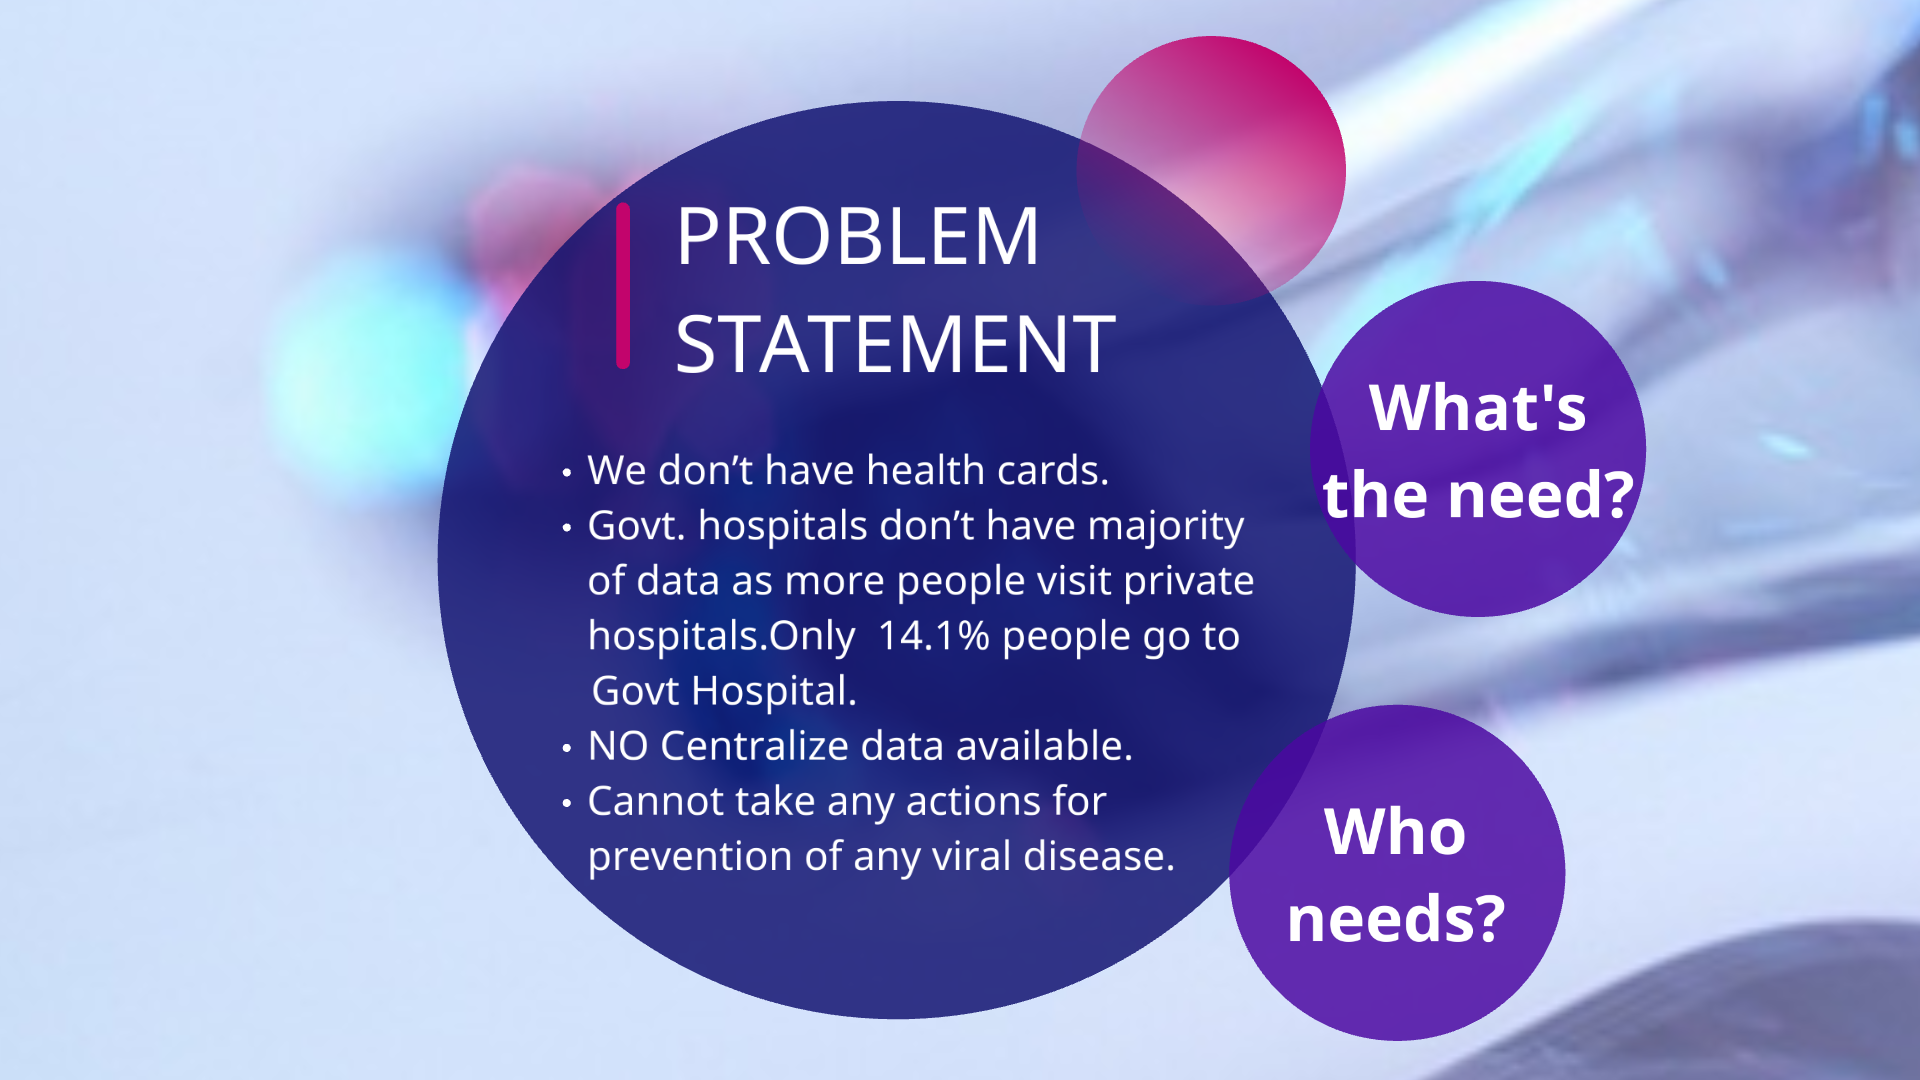 PROBLEM
STATEMENT
• We don’t have health cards.
• Govt. hospitals don’t have majority
of data as more people visit private
hospitals.Only  14.1% people go to
Govt Hospital.
• NO Centralize data available.
• Cannot take any actions for
prevention of any viral disease.
What's
the need?
Who
needs?